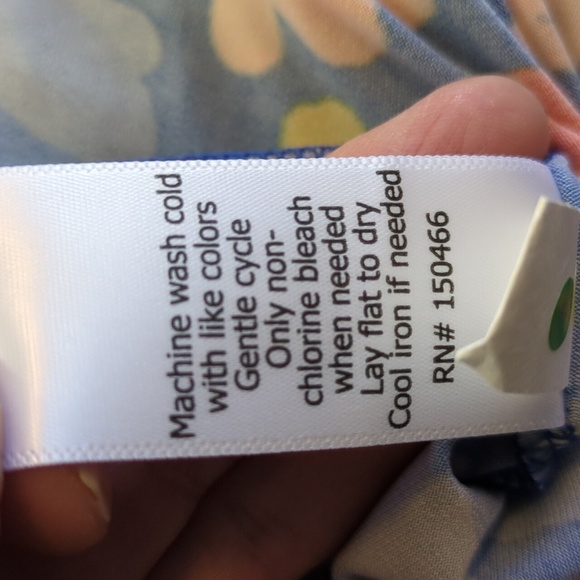 Machine wash cold
with like colors
Gentle cycle
Only non-
chlorine bleach
when needed
Lay flat to dry
Cool iron if needed
RN# 150466